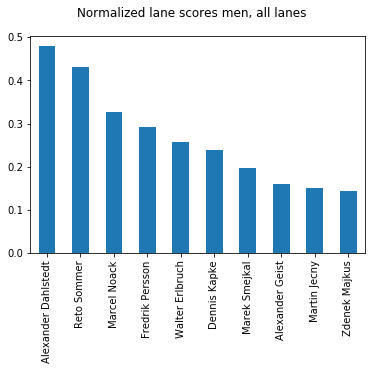 Normalized lane scores men, all lanes
0.5
0.4
0.3
0.2
0.1
0.0
Alexander Dahlstedt
Reto Sommer
Marcel Noack
Fredrik Persson
Walter Erlbruch
Dennis Kapke
Marek Smejkal
Alexander Geist
Martin Jecny
Zdenek Majkus